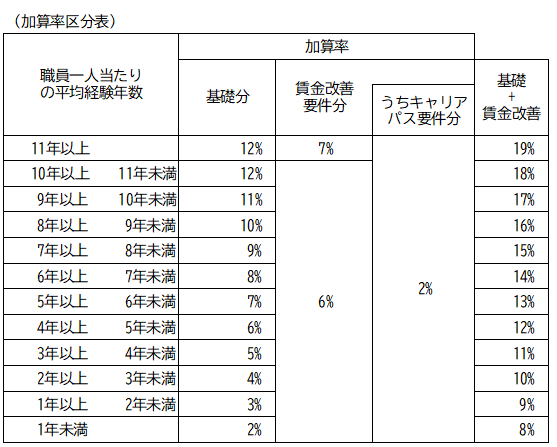 （加算率区分表）
職員一人当たり
の平均経験年数
加算率
基礎分
賃金改善
要件分
うちキャリア
パス要件分
基礎
+
賃金改善
11年以上 12% 7% 19%
10年以上 11年未満 12% 18%
9年以上 10年未満 11% 17%
8年以上 9年未満 10% 16%
7年以上 8年未満 9% 15%
6年以上 7年未満 8% 14%
5年以上 6年未満 7% 6% 2% 13%
4年以上 5年未満 6% 12%
3年以上 4年未満 5% 11%
2年以上 3年未満 4% 10%
1年以上 2年未満 3% 9%
1年未満 2% 8%